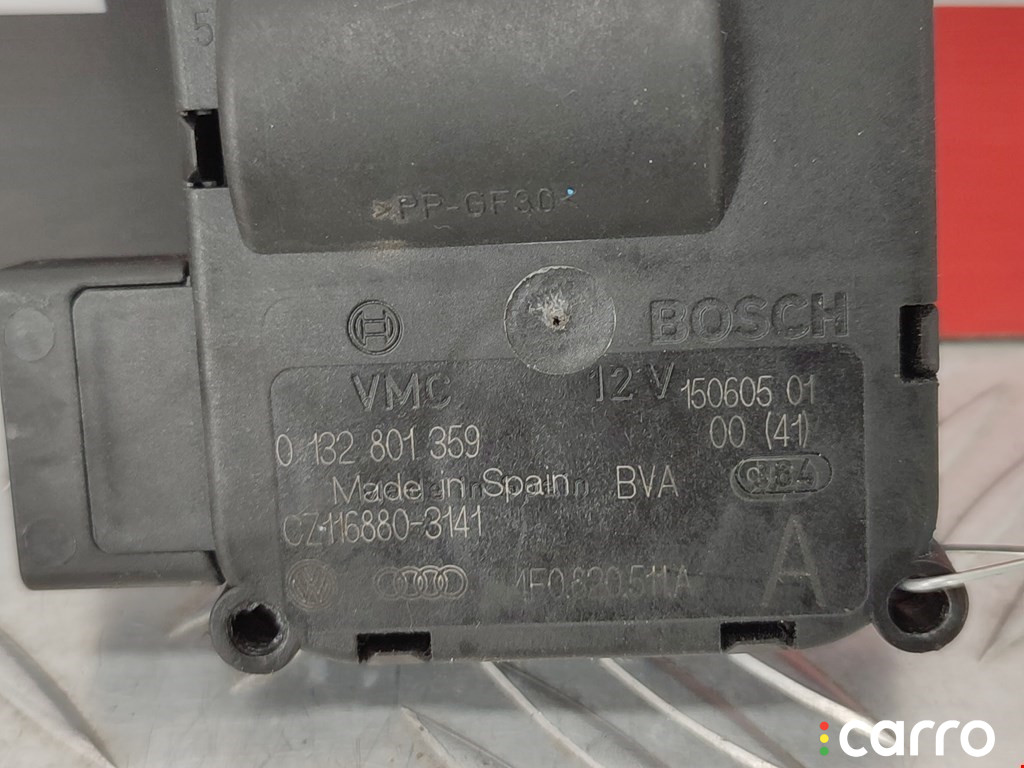 5
>PP-GF30<
BOSCH
VMC 12 V 150605 01
0 132 801 359 00 (41)
Made in Spain BVA
CZ-116880-3141
A
4F0.820.511A
carro